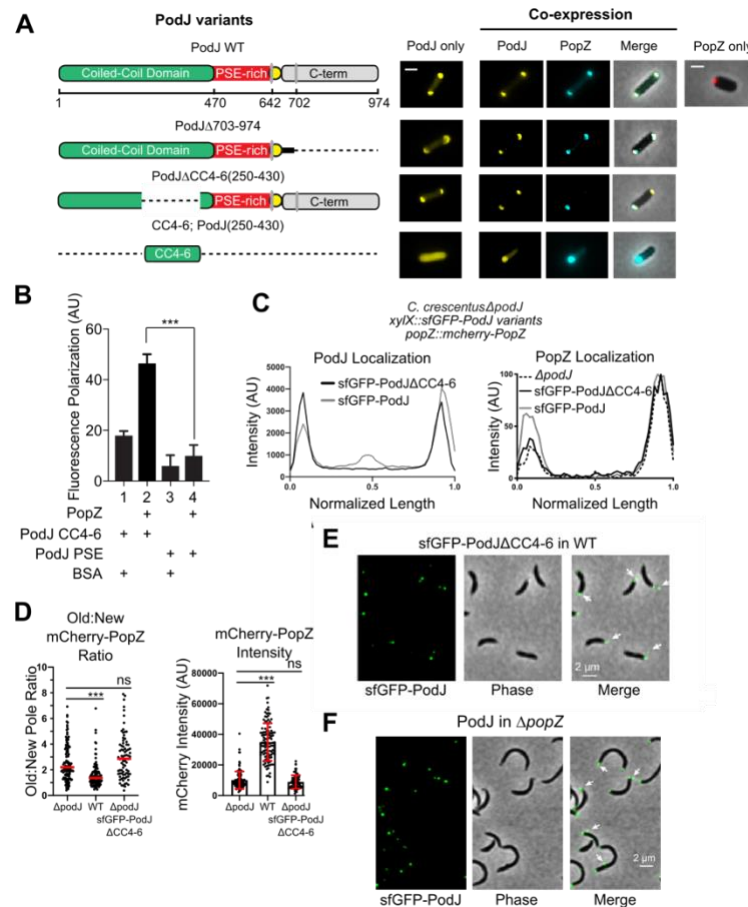 A
PodJ variants
Co-expression
PodJ WT
PodJ only
PodJ
PopZ
Merge
PopZ only
Coiled-Coil Domain
PSE-rich
C-term
1
470
642
702
974
PodJΔ703-974
Coiled-Coil Domain
PSE-rich
PodJΔCC4-6(250-430)
PSE-rich
C-term
CC4-6; PodJ(250-430)
CC4-6
B
Fluorescence Polarization (AU)
60
40
20
0
***
1 2 3 4
PopZ + +
PodJ CC4-6 + +
PodJ PSE + +
BSA + +
C
C. crescentusΔpodJ
xylX::sfGFP-PodJ variants
popZ::mcherry-PopZ
PodJ Localization
sfGFP-PodJΔCC4-6
sfGFP-PodJ
Intensity (AU)
5000
4000
3000
2000
1000
0
0.0 0.5 1.0
Normalized Length
PopZ Localization
ΔpodJ
sfGFP-PodJΔCC4-6
sfGFP-PodJ
Intensity (AU)
100
50
0
0.0 0.5 1.0
Normalized Length
D
Old:New
mCherry-PopZ
Ratio
ns
***
Old:New Pole Ratio
10
8
6
4
2
0
ΔpodJ
WT
ΔpodJ
sfGFP-PodJ
ΔCC4-6
mCherry-PopZ
Intensity
ns
***
mCherry Intensity (AU)
80000
60000
40000
20000
0
ΔpodJ
WT
ΔpodJ
sfGFP-PodJ
ΔCC4-6
E
sfGFP-PodJΔCC4-6 in WT
2 µm
sfGFP-PodJ
Phase
Merge
F
PodJ in ΔpopZ
2 µm
sfGFP-PodJ
Phase
Merge